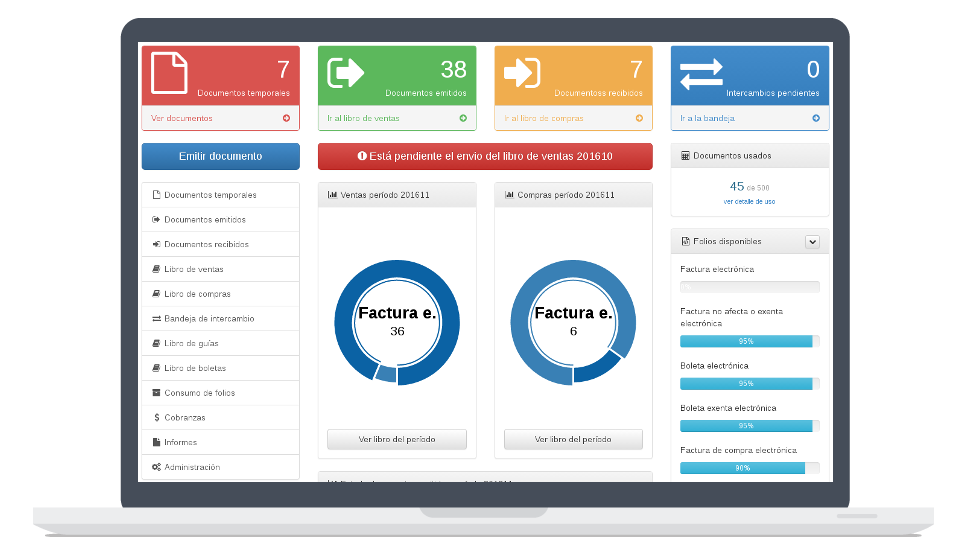 7
Documentos temporales
Ver documentos
38
Documentos emitidos
Ir al libro de ventas
7
Documentoss recibidos
Ir al libro de compras
0
Intercambios pendientes
Ir a la bandeja
Emitir documento
Está pendiente el envío del libro de ventas 201610
Documentos temporales
Documentos emitidos
Documentos recibidos
Libro de ventas
Libro de compras
Bandeja de intercambio
Libro de guías
Libro de boletas
Consumo de folios
Cobranzas
Informes
Administración
Ventas período 201611
Factura e.
36
Ver libro del período
Compras período 201611
Factura e.
6
Ver libro del período
Documentos usados
45 de 500
ver detalle de uso
Folios disponibles
Factura electrónica
Factura no afecta o exenta
electrónica
95%
Boleta electrónica
95%
Boleta exenta electrónica
95%
Factura de compra electrónica
90%